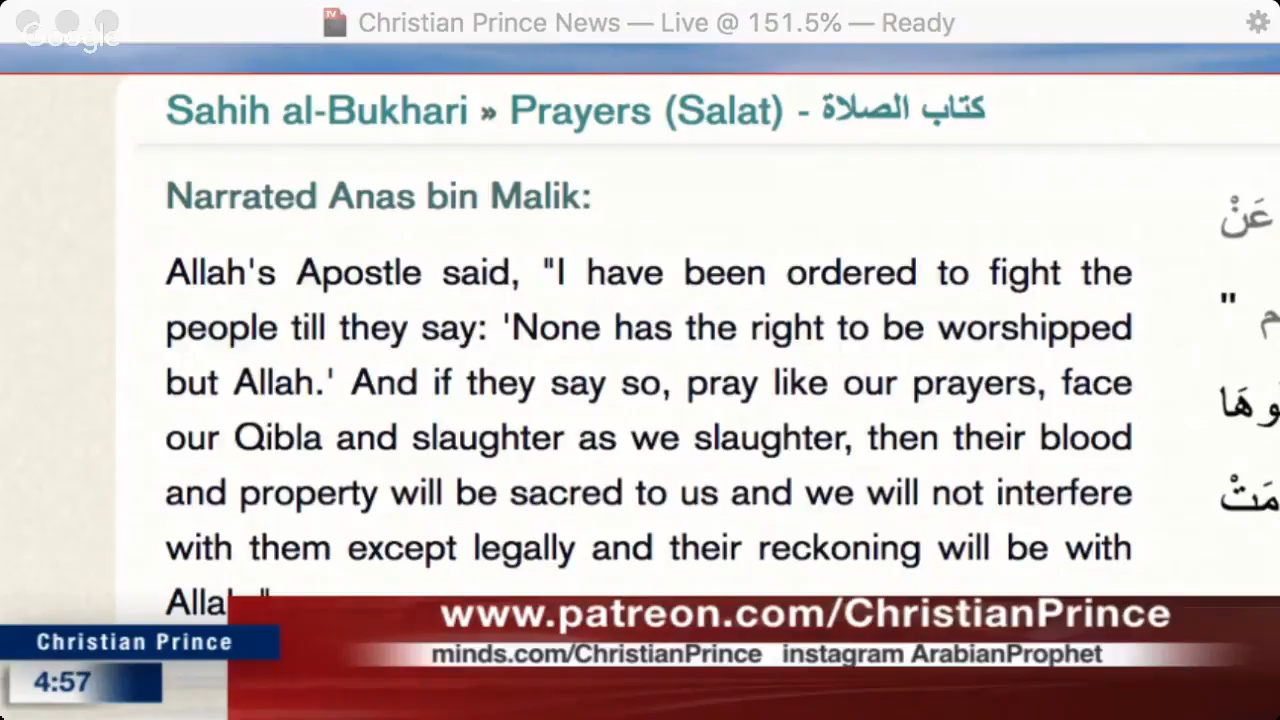 Christian Prince News — Live @ 151.5% — Ready
Google
Sahih al-Bukhari » Prayers (Salat) - كتاب الصلاة
Narrated Anas bin Malik:
عَنْ
Allah's Apostle said, "I have been ordered to fight the
people till they say: 'None has the right to be worshipped
but Allah.' And if they say so, pray like our prayers, face
our Qibla and slaughter as we slaughter, then their blood
and property will be sacred to us and we will not interfere
with them except legally and their reckoning will be with
www.patreon.com/ChristianPrince
Christian Prince
minds.com/ChristianPrince instagram ArabianProphet
4:57